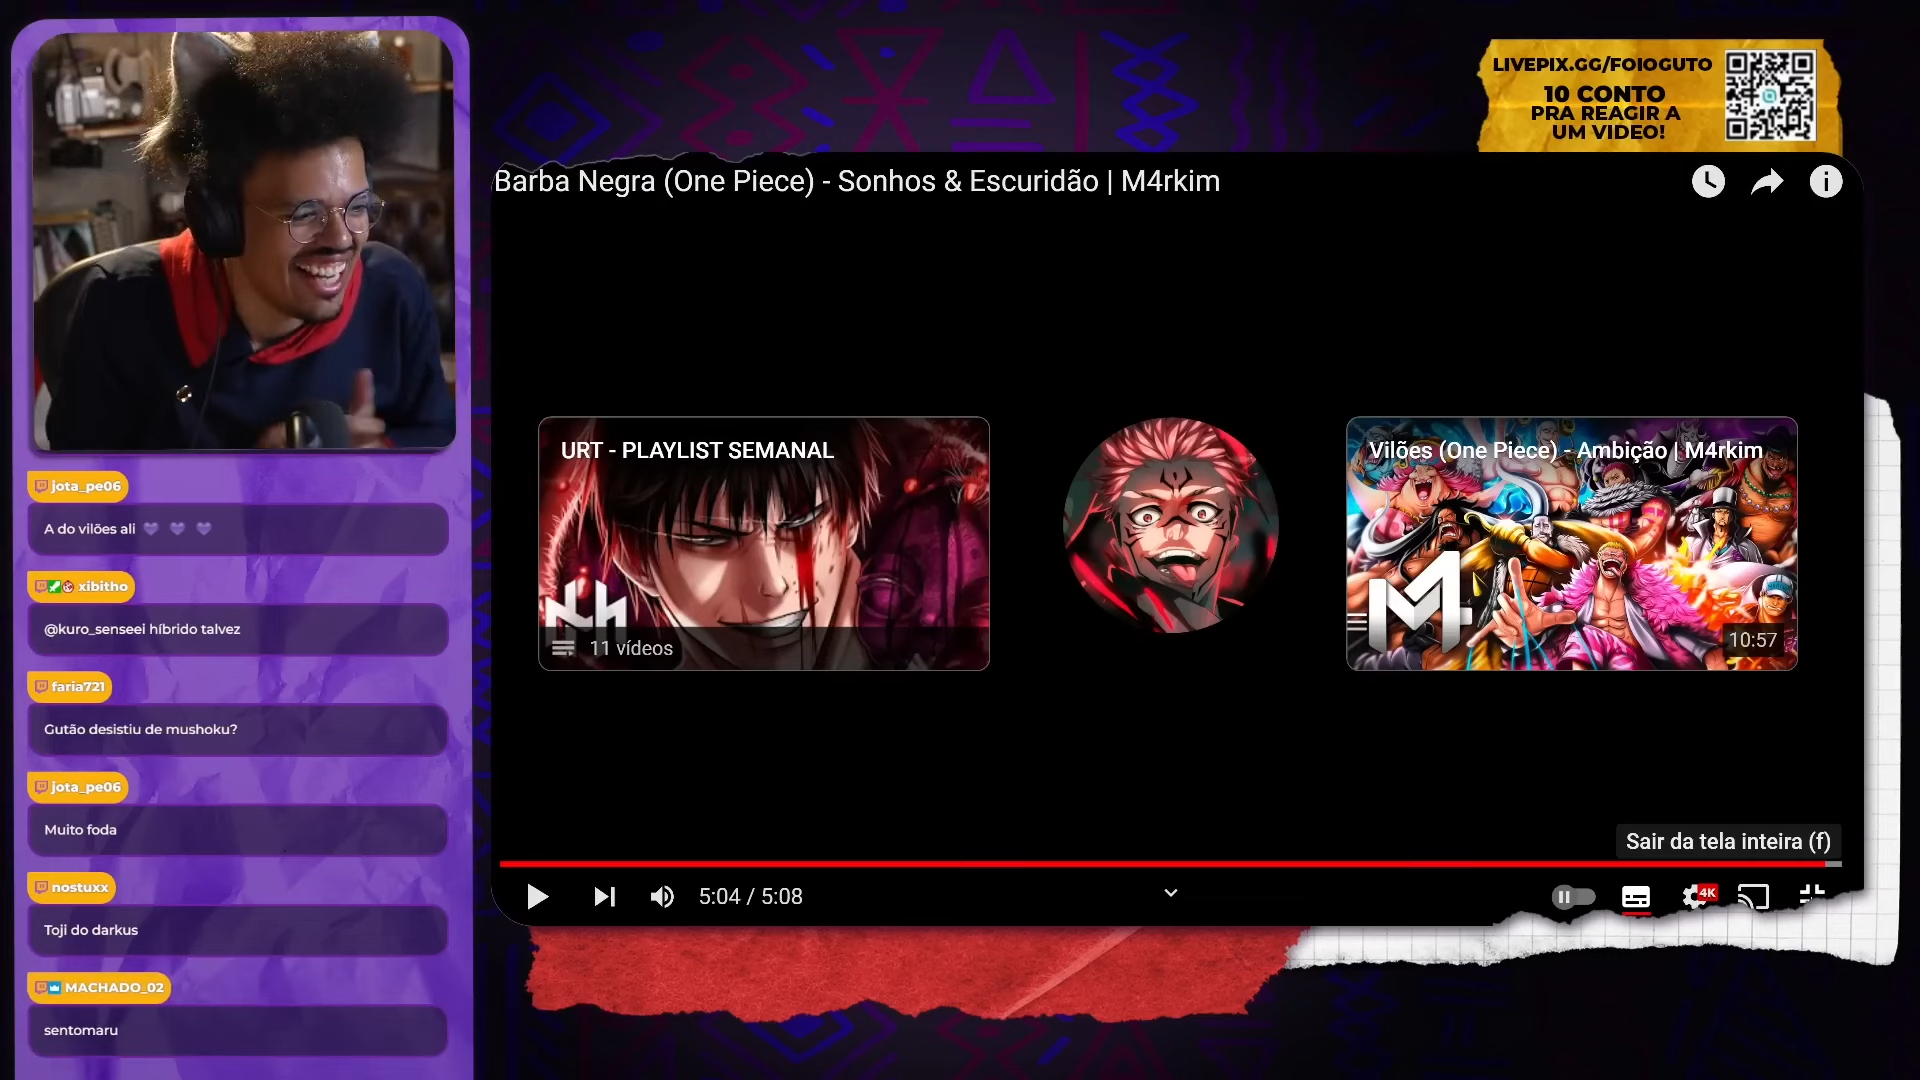 LIVEPIX.GG/FOIOGUTO
10 CONTO
PRA REAGIR A
UM VIDEO!
Barba Negra (One Piece) - Sonhos & Escuridão | M4rkim
URT - PLAYLIST SEMANAL
11 vídeos
Vilões (One Piece) - Ambição | M4rkim
M4
10:57
Sair da tela inteira (f)
5:04 / 5:08
4K
jota_pe06
A do vilões ali
xibitho
@kuro_senseei híbrido talvez
faria721
Gutão desistiu de mushoku?
jota_pe06
Muito foda
nostuxx
Toji do darkus
MACHADO_02
sentomaru